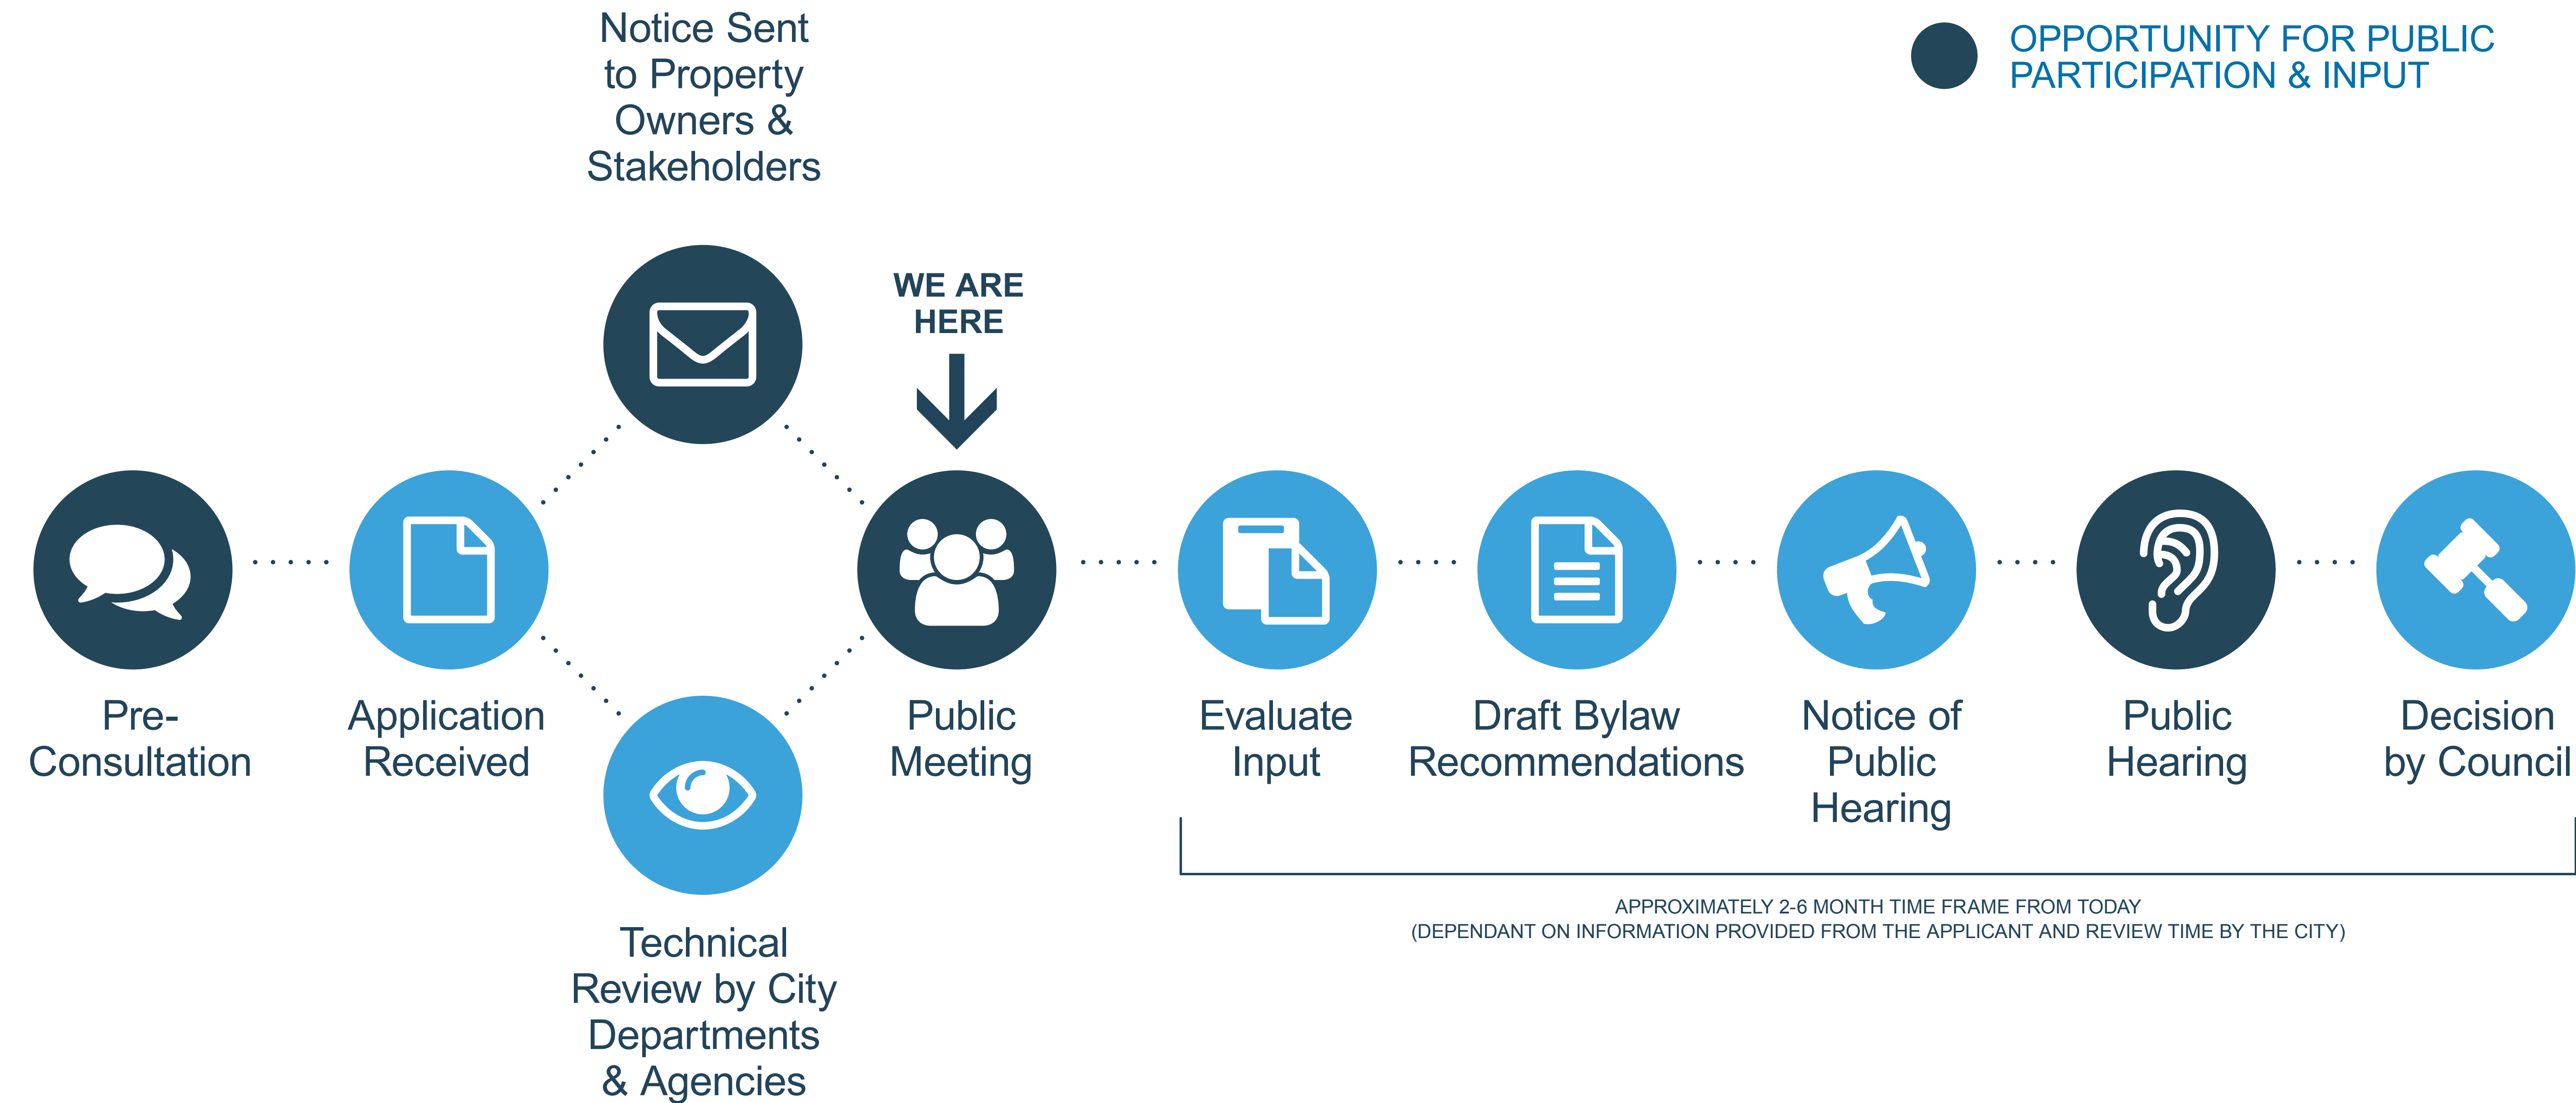 Notice Sent
to Property
Owners &
Stakeholders
OPPORTUNITY FOR PUBLIC
PARTICIPATION & INPUT
WE ARE
HERE
Pre-
Consultation
Application
Received
Technical
Review by City
Departments
& Agencies
Public
Meeting
Evaluate
Input
Draft Bylaw
Recommendations
Notice of
Public
Hearing
Public
Hearing
Decision
by Council
APPROXIMATELY 2-6 MONTH TIME FRAME FROM TODAY
(DEPENDANT ON INFORMATION PROVIDED FROM THE APPLICANT AND REVIEW TIME BY THE CITY)